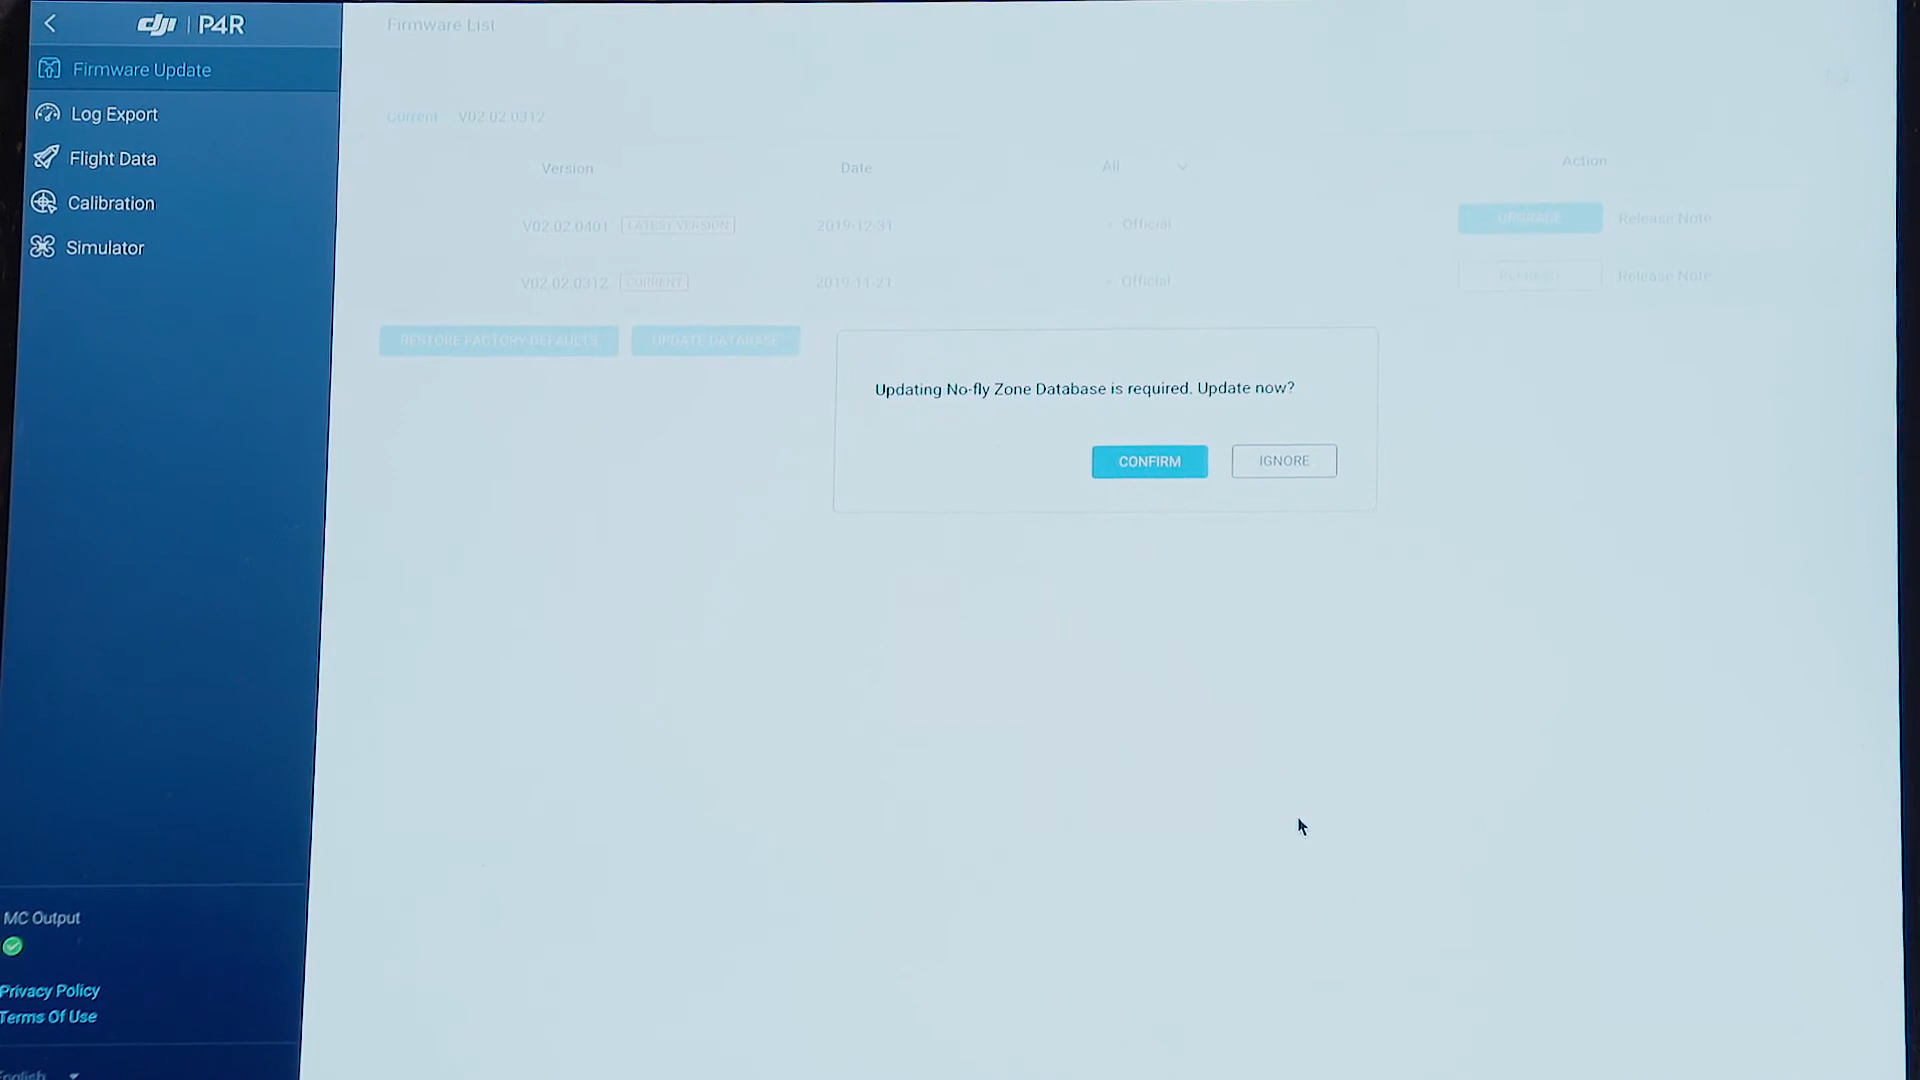 dji | P4R
Firmware Update
Log Export
Flight Data
Calibration
Simulator
MC Output
Privacy Policy
Terms Of Use
English
Firmware List
Current V02.02.0312
Version Date All Action
V02.02.0401 LATEST VERSION 2019-12-31 Official UPGRADE Release Note
V02.02.0312 CURRENT 2019-11-21 Official REFRESH Release Note
RESTORE FACTORY DEFAULTS UPDATE DATABASE
Updating No-fly Zone Database is required. Update now?
CONFIRM IGNORE